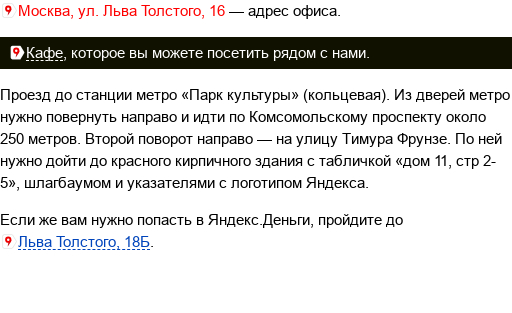 Москва, ул. Льва Толстого, 16 — адрес офиса.
Кафе, которое вы можете посетить рядом с нами.
Проезд до станции метро «Парк культуры» (кольцевая). Из дверей метро
нужно повернуть направо и идти по Комсомольскому проспекту около
250 метров. Второй поворот направо — на улицу Тимура Фрунзе. По ней
нужно дойти до красного кирпичного здания с табличкой «дом 11, стр 2-
5», шлагбаумом и указателями с логотипом Яндекса.
Если же вам нужно попасть в Яндекс.Деньги, пройдите до
Льва Толстого, 18Б.